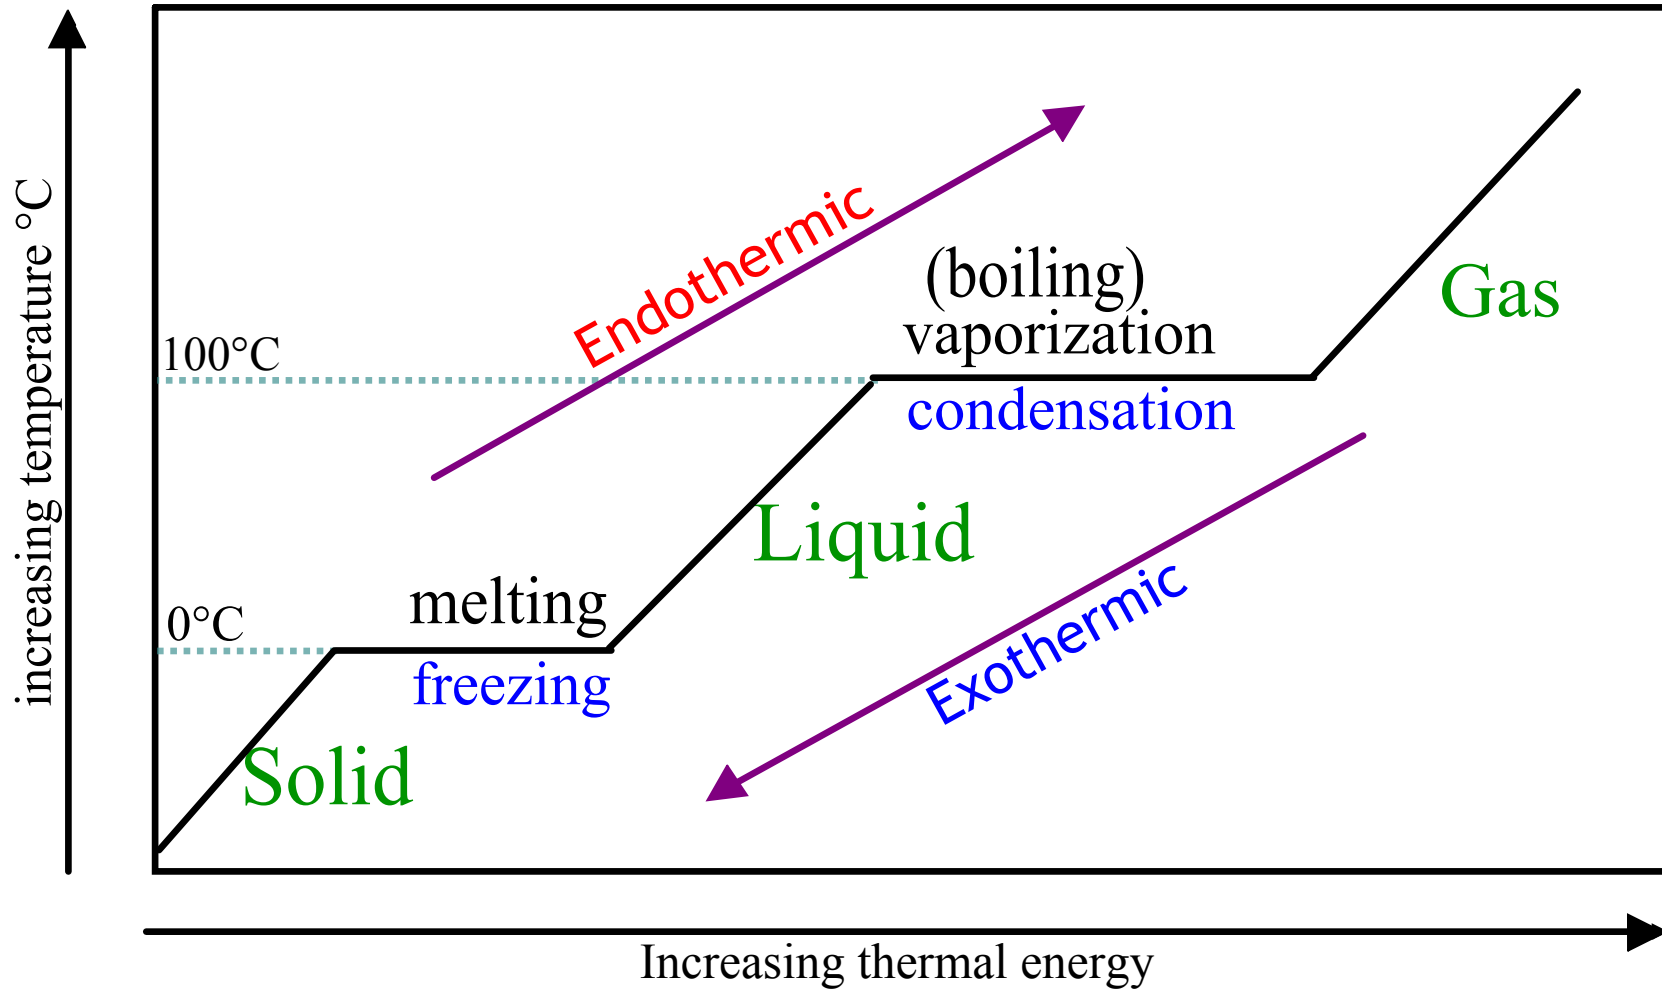 increasing temperature °C
Endothermic
(boiling)
vaporization
Gas
100°C
condensation
Liquid
melting
0°C
freezing
Exothermic
Solid
Increasing thermal energy